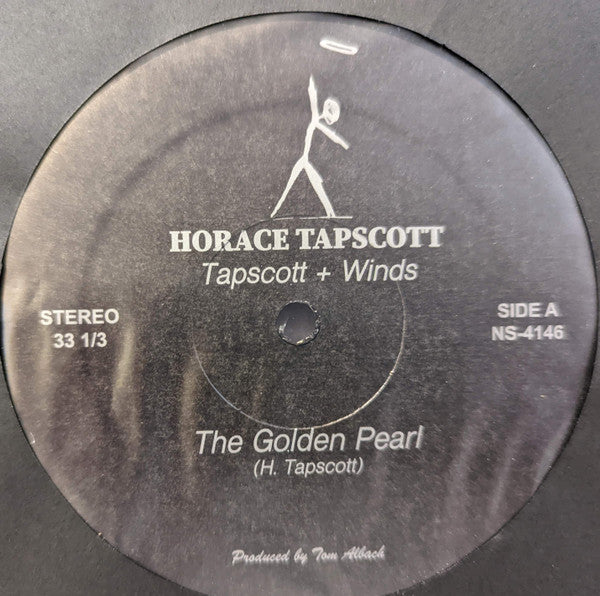 HORACE TAPSCOTT
Tapscott + Winds
STEREO
33 1/3
SIDE A
NS-4146
The Golden Pearl
(H. Tapscott)
Produced by Tom Albach